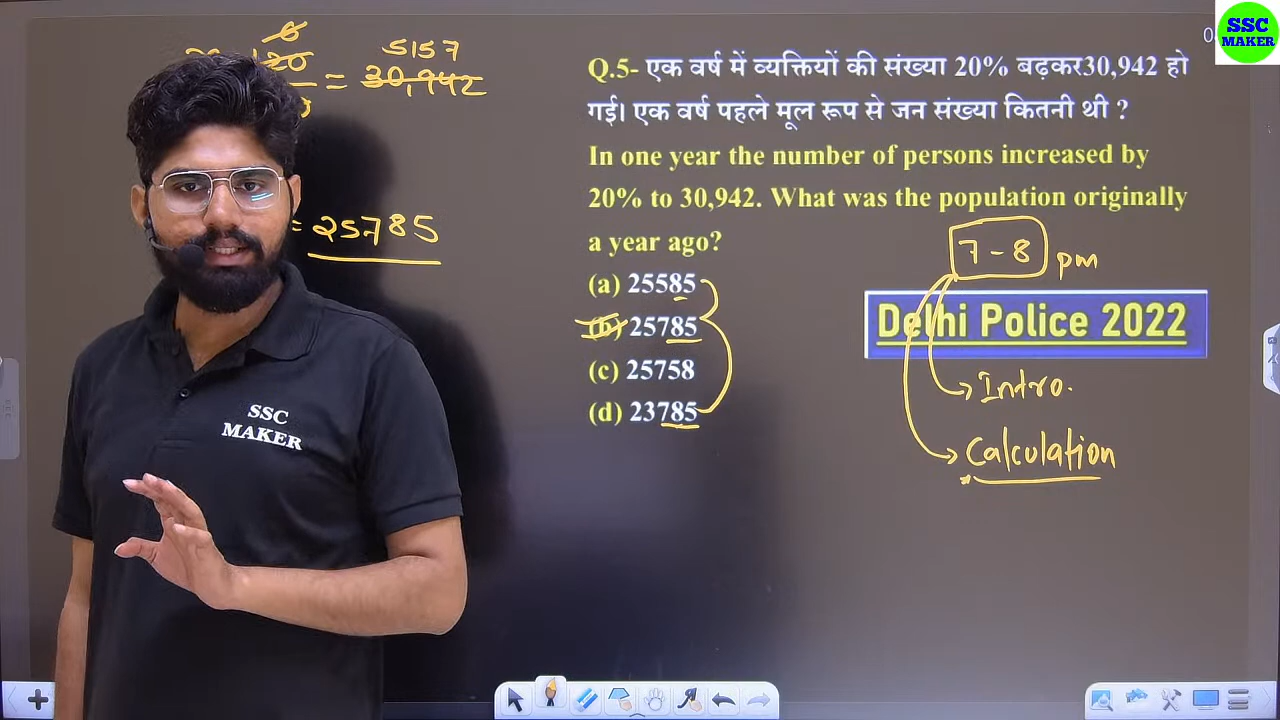 SSC
MAKER
6
120
5157
= 30,942
= 25785
Q.5- एक वर्ष में व्यक्तियों की संख्या 20% बढ़कर30,942 हो
गई। एक वर्ष पहले मूल रूप से जन संख्या कितनी थी ?
In one year the number of persons increased by
20% to 30,942. What was the population originally
a year ago?
(a) 25585
(b) 25785
(c) 25758
(d) 23785
7-8 pm
Delhi Police 2022
Intro.
Calculation
SSC
MAKER